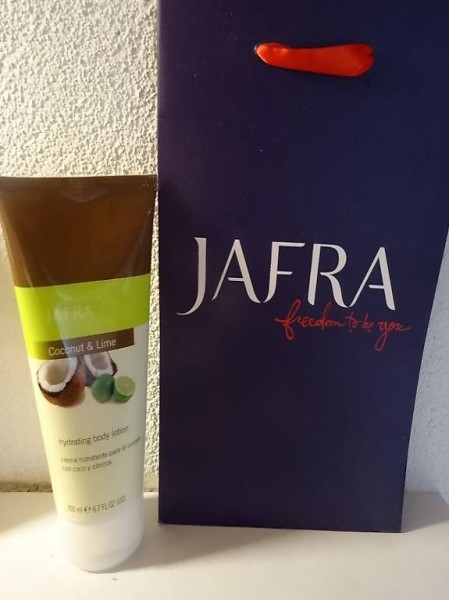 JAFRA
Coconut & Lime
hydrating body lotion
crema hidratante para el cuerpo
con coco y cítricos
200 ml ℮ 6.7 FL OZ (US)
JAFRA
freedom to be you